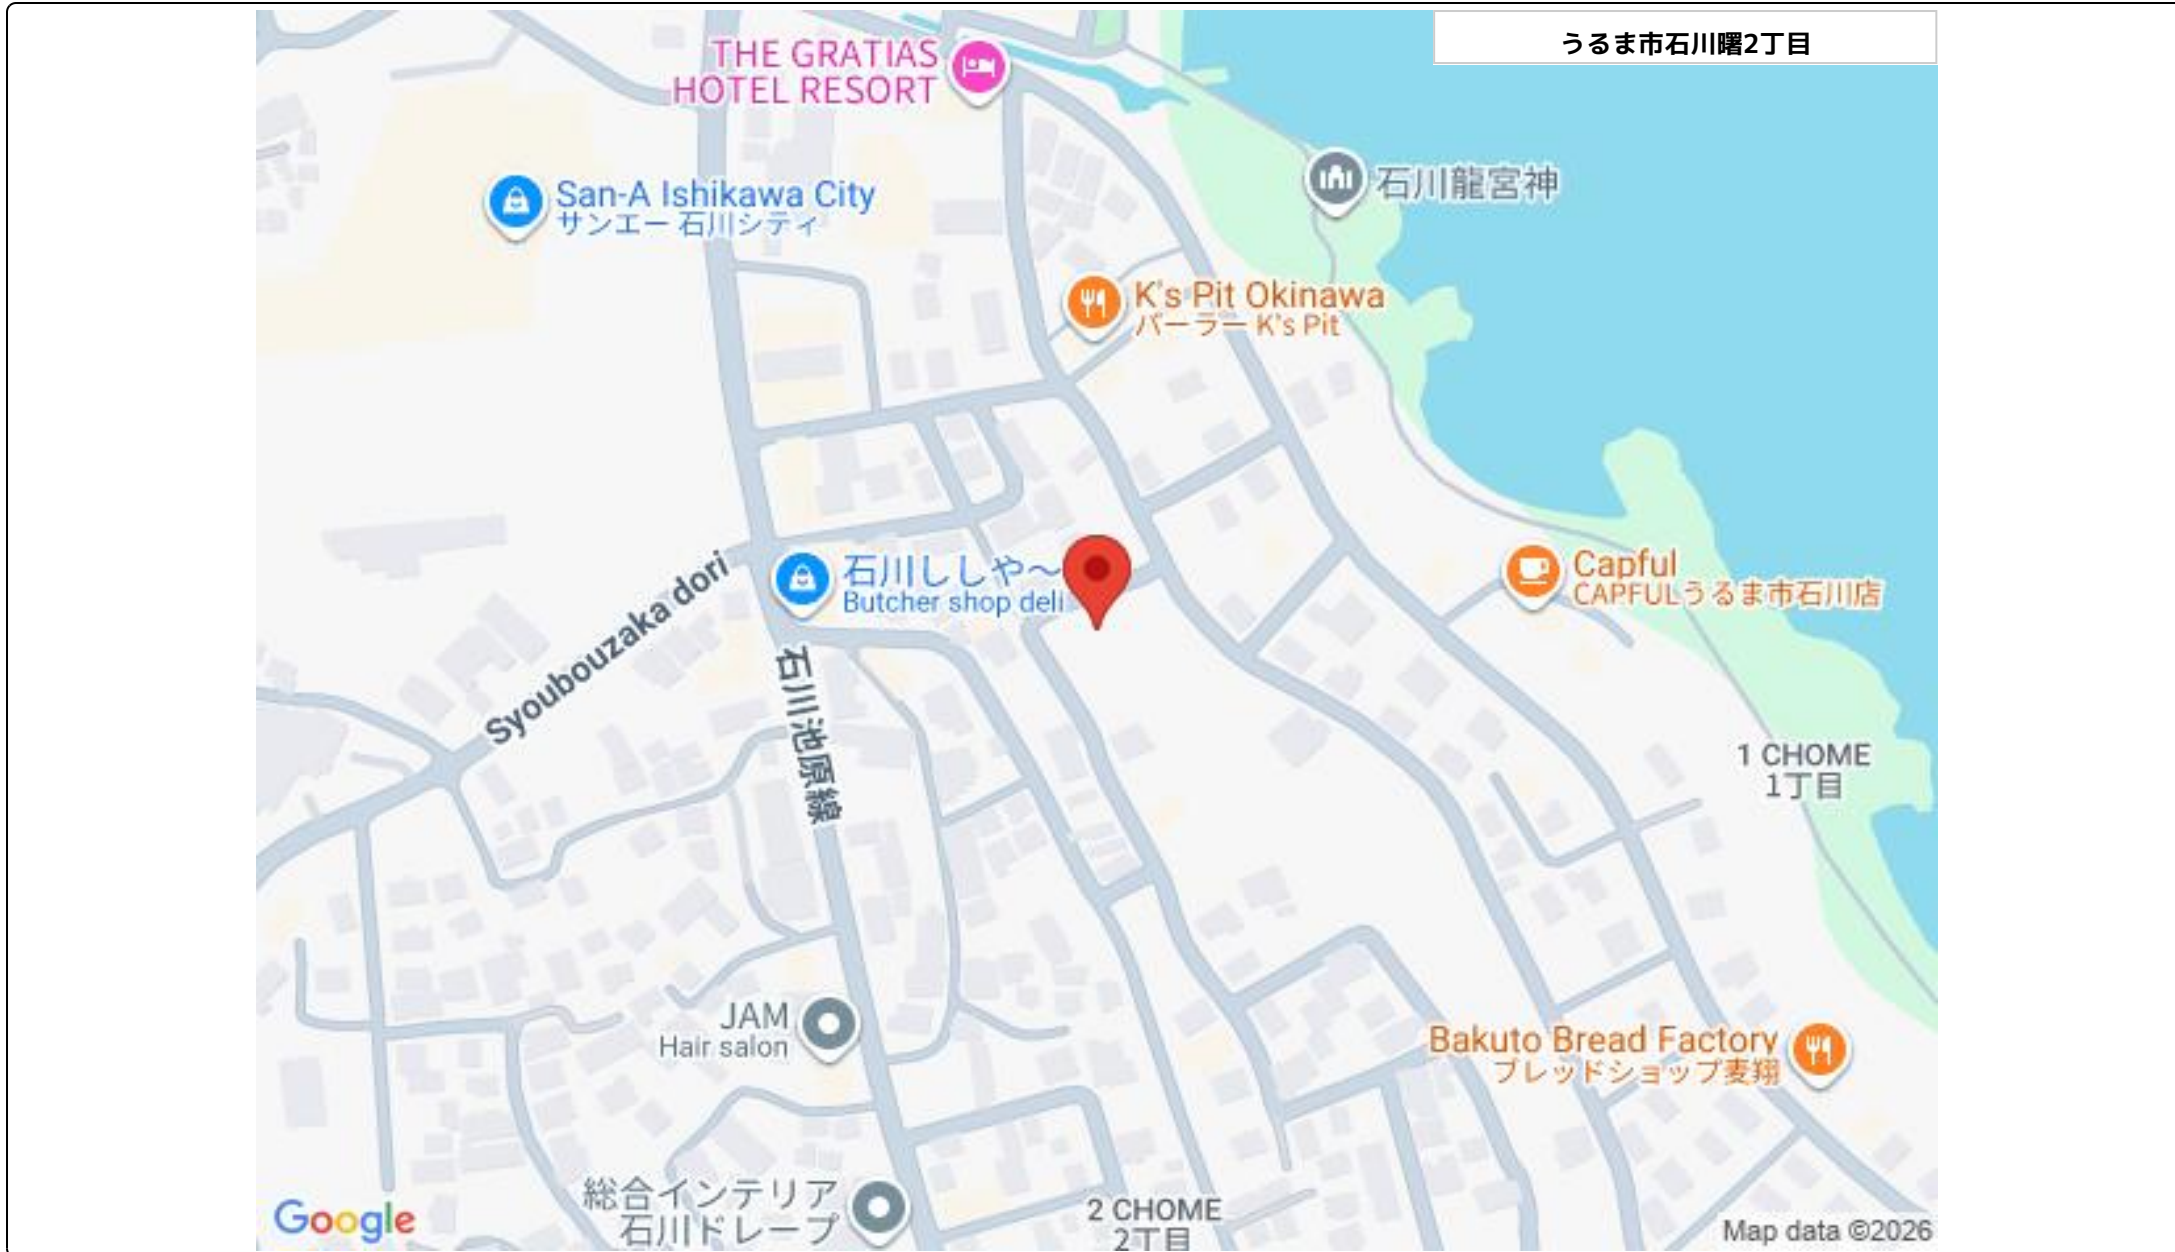 うるま市石川曙2丁目
THE GRATIAS
HOTEL RESORT
San-A Ishikawa City
サンエー 石川シティ
石川龍宮神
K's Pit Okinawa
パーラー K's Pit
石川ししや〜
Butcher shop deli
Capful
CAPFULうるま市石川店
Syoubouzaka dori
石川池原線
1 CHOME
1丁目
JAM
Hair salon
Bakuto Bread Factory
ブレッドショップ麦翔
総合インテリア
石川ドレープ
2 CHOME
2丁目
Google
Map data ©2026